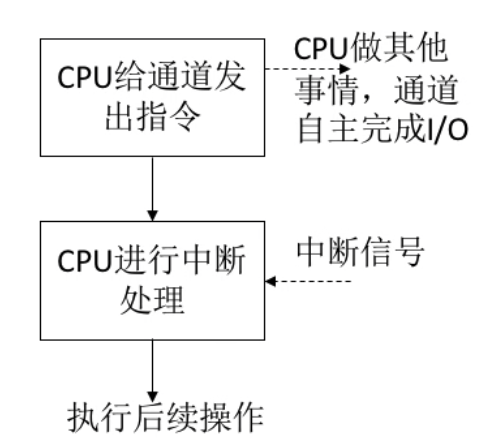 CPU给通道发
出指令
CPU做其他
事情，通道
自主完成I/O
CPU进行中断
处理
中断信号
执行后续操作